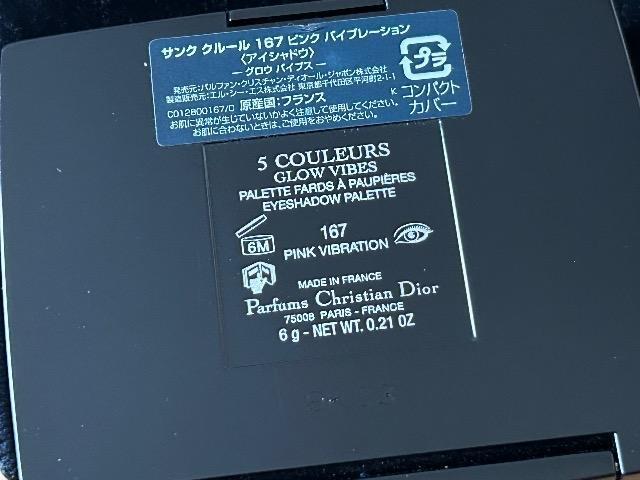 サンク クルール 167 ピンク バイブレーション
〈アイシャドウ〉
― グロウ バイブス ―
発売元:パルファン・クリスチャン・ディオール・ジャポン株式会社
製造販売元:エル・シー・エス株式会社 東京都千代田区平河町2-1-1
C012800167/0 原産国:フランス
お肌に異常が生じていないかよく注意して使用してください。
お肌に合わないときは、ご使用をおやめください。
プラ
K コンパクト
カバー
5 COULEURS
GLOW VIBES
PALETTE FARDS À PAUPIÈRES
EYESHADOW PALETTE
6M
167
PINK VIBRATION
MADE IN FRANCE
Parfums Christian Dior
75008 PARIS - FRANCE
6 g - NET WT. 0.21 OZ